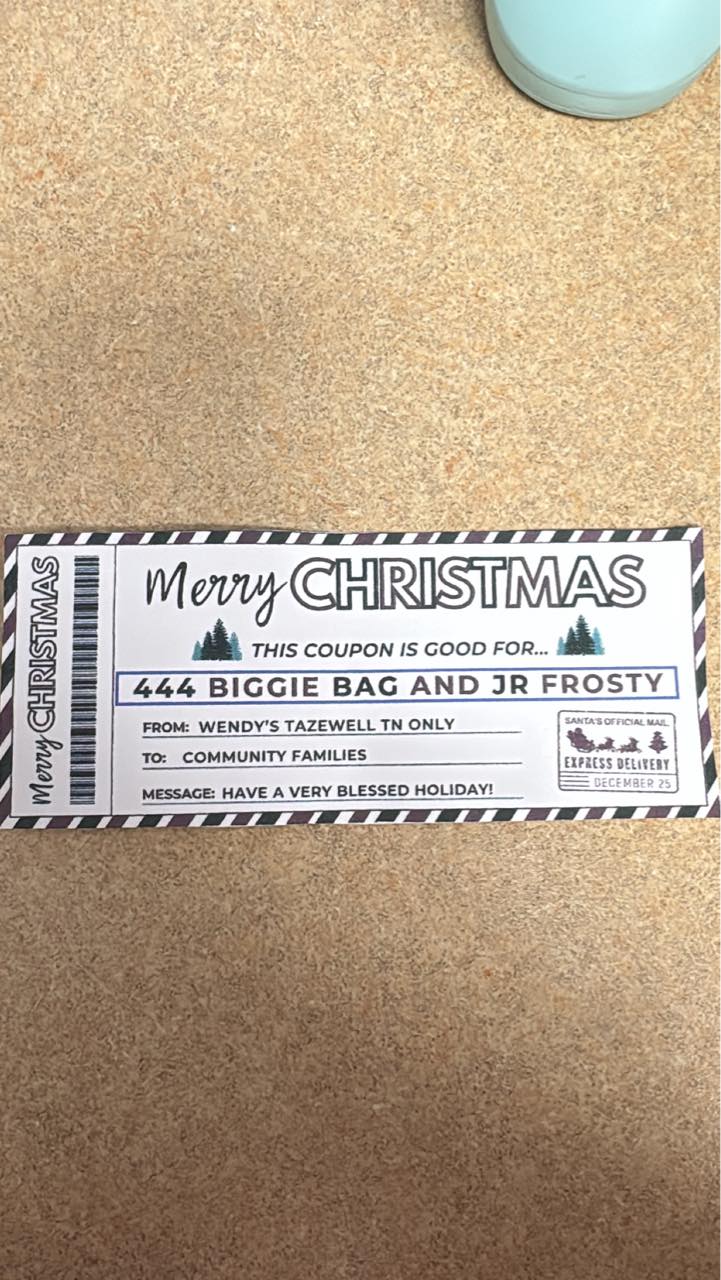 Merry CHRISTMAS
Merry CHRISTMAS
THIS COUPON IS GOOD FOR...
444 BIGGIE BAG AND JR FROSTY
FROM: WENDY'S TAZEWELL TN ONLY
TO: COMMUNITY FAMILIES
MESSAGE: HAVE A VERY BLESSED HOLIDAY!
SANTA'S OFFICIAL MAIL
EXPRESS DELIVERY
DECEMBER 25